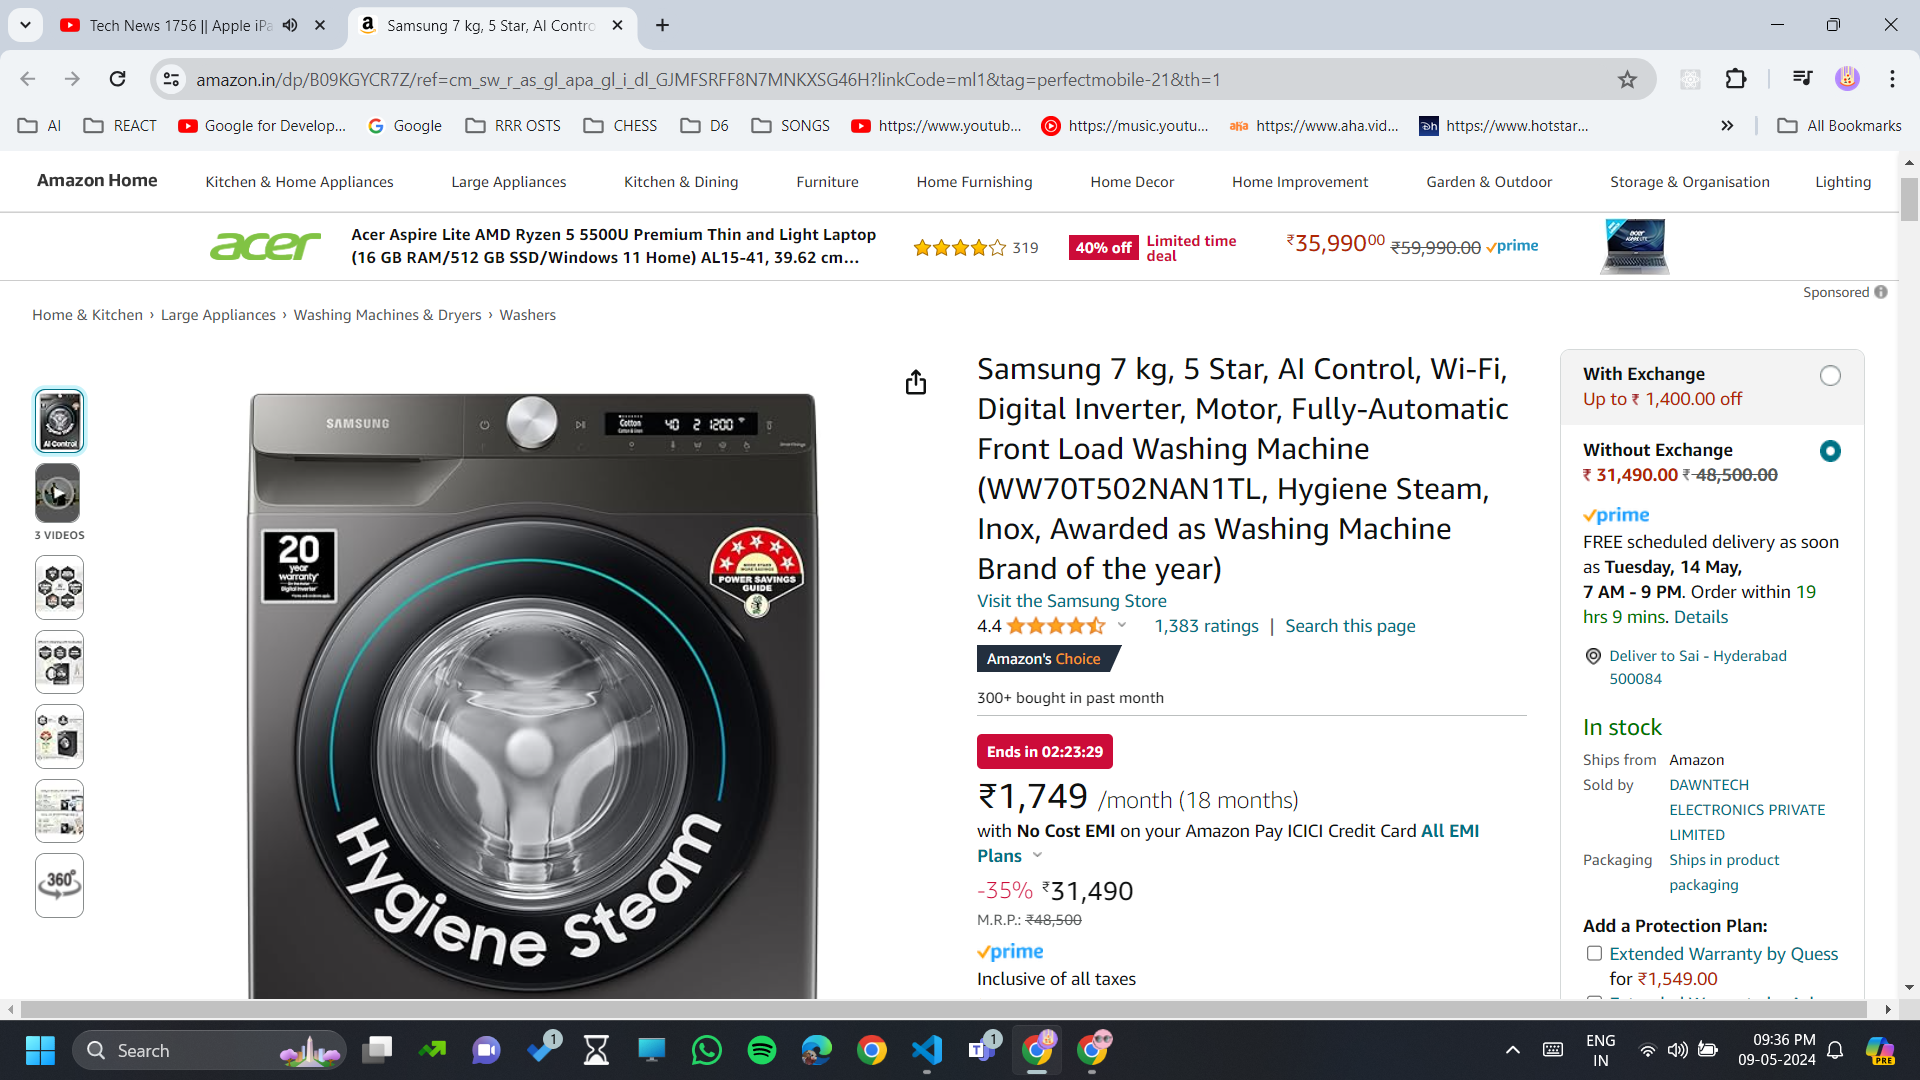 Tech News 1756 || Apple iPa
Samsung 7 kg, 5 Star, AI Contro
amazon.in/dp/B09KGYCR7Z/ref=cm_sw_r_as_gl_apa_gl_i_dl_GJMFSRFF8N7MNKXSG46H?linkCode=ml1&tag=perfectmobile-21&th=1
AI REACT Google for Develop... Google RRR OSTS CHESS D6 SONGS https://www.youtub... https://music.youtu... aha https://www.aha.vid... https://www.hotstar... » All Bookmarks
Amazon Home Kitchen & Home Appliances Large Appliances Kitchen & Dining Furniture Home Furnishing Home Decor Home Improvement Garden & Outdoor Storage & Organisation Lighting
acer
Acer Aspire Lite AMD Ryzen 5 5500U Premium Thin and Light Laptop
(16 GB RAM/512 GB SSD/Windows 11 Home) AL15-41, 39.62 cm...
319
40% off
Limited time
deal
₹35,99000 ₹59,990.00 prime
Sponsored
Home & Kitchen › Large Appliances › Washing Machines & Dryers › Washers
AI Control
3 VIDEOS
360°
SAMSUNG
Cotton 40 2 1200
20
year
warranty*
POWER SAVINGS
GUIDE
Hygiene Steam
Samsung 7 kg, 5 Star, AI Control, Wi-Fi,
Digital Inverter, Motor, Fully-Automatic
Front Load Washing Machine
(WW70T502NAN1TL, Hygiene Steam,
Inox, Awarded as Washing Machine
Brand of the year)
Visit the Samsung Store
4.4 1,383 ratings | Search this page
Amazon's Choice
300+ bought in past month
Ends in 02:23:29
₹1,749 /month (18 months)
with No Cost EMI on your Amazon Pay ICICI Credit Card All EMI
Plans
-35% ₹31,490
M.R.P.: ₹48,500
prime
Inclusive of all taxes
With Exchange
Up to ₹ 1,400.00 off
Without Exchange
₹ 31,490.00 ₹ 48,500.00
prime
FREE scheduled delivery as soon
as Tuesday, 14 May,
7 AM - 9 PM. Order within 19
hrs 9 mins. Details
Deliver to Sai - Hyderabad
500084
In stock
Ships from Amazon
Sold by DAWNTECH
ELECTRONICS PRIVATE
LIMITED
Packaging Ships in product
packaging
Add a Protection Plan:
Extended Warranty by Quess
for ₹1,549.00
Search
1
1
ENG
IN
09:36 PM
09-05-2024
PRE